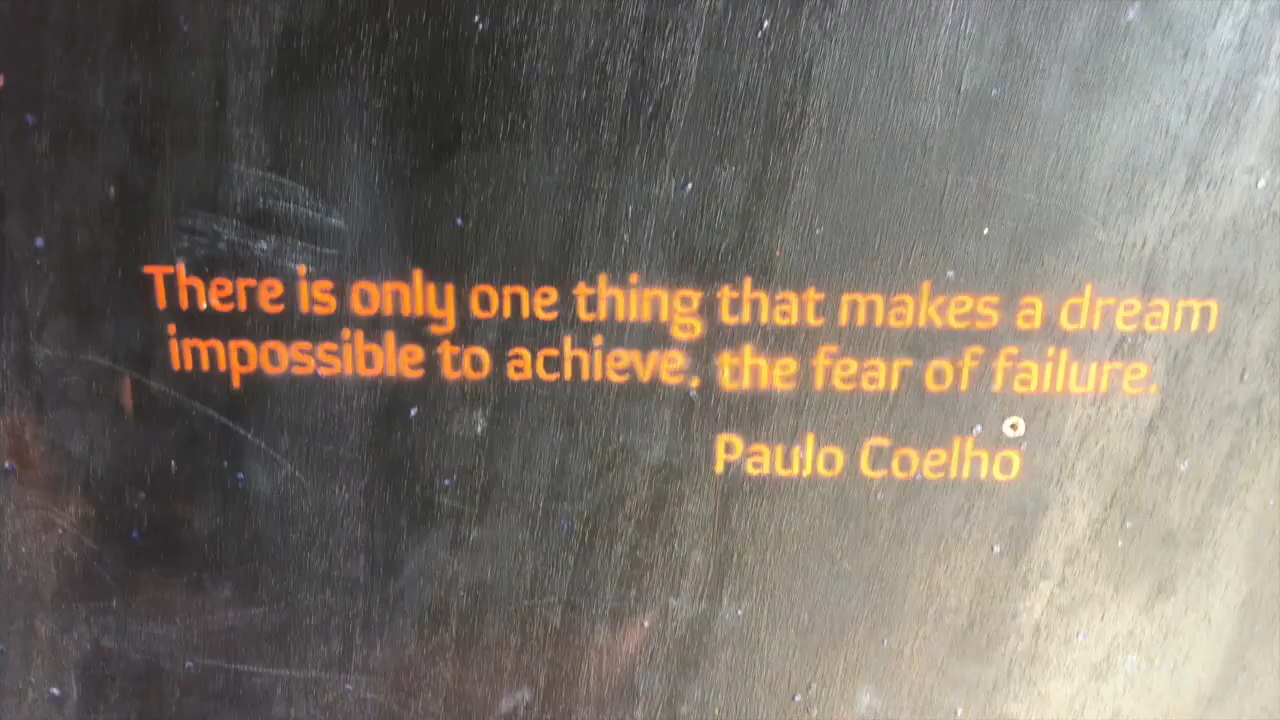 There is only one thing that makes a dream
impossible to achieve. the fear of failure.
Paulo Coelho